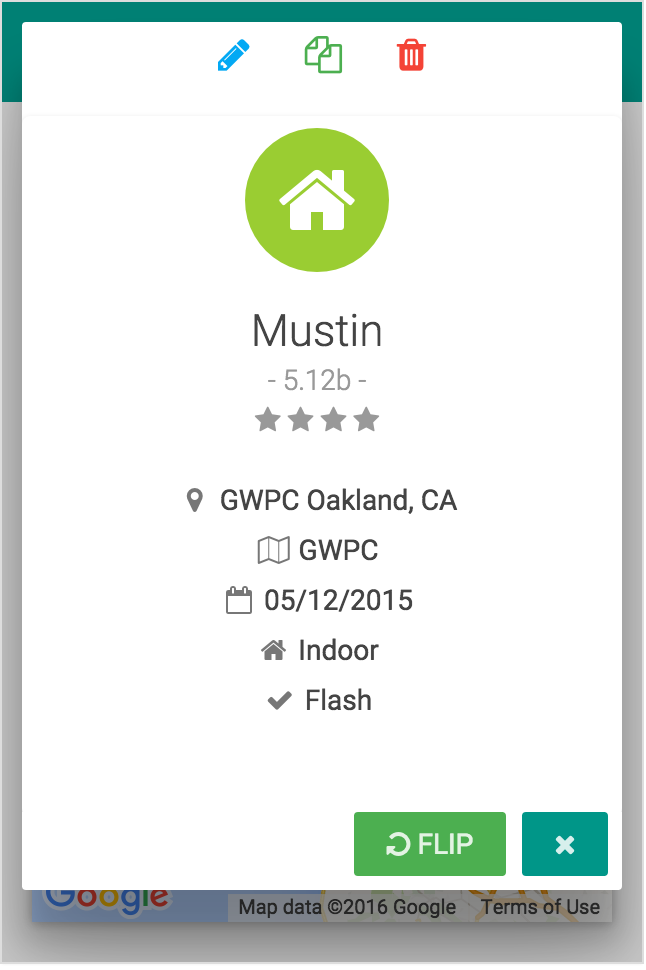 Mustin
- 5.12b -
GWPC Oakland, CA
GWPC
05/12/2015
Indoor
Flash
FLIP
Google
Map data ©2016 Google Terms of Use